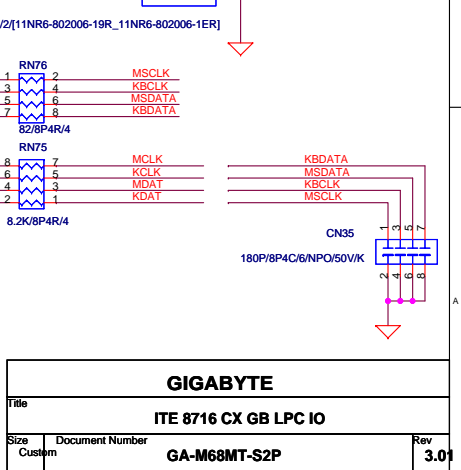 /2/[11NR6-802006-19R_11NR6-802006-1ER]
RN76
1 2 MSCLK
3 4 KBCLK
5 6 MSDATA
7 8 KBDATA
82/8P4R/4
RN75
8 7 MCLK KBDATA
6 5 KCLK MSDATA
4 3 MDAT KBCLK
2 1 KDAT MSCLK
8.2K/8P4R/4
1 3 5 7
CN35
180P/8P4C/6/NPO/50V/K
2 4 6 8
A
GIGABYTE
Title
ITE 8716 CX GB LPC IO
Size Document Number Rev
Custom GA-M68MT-S2P 3.01